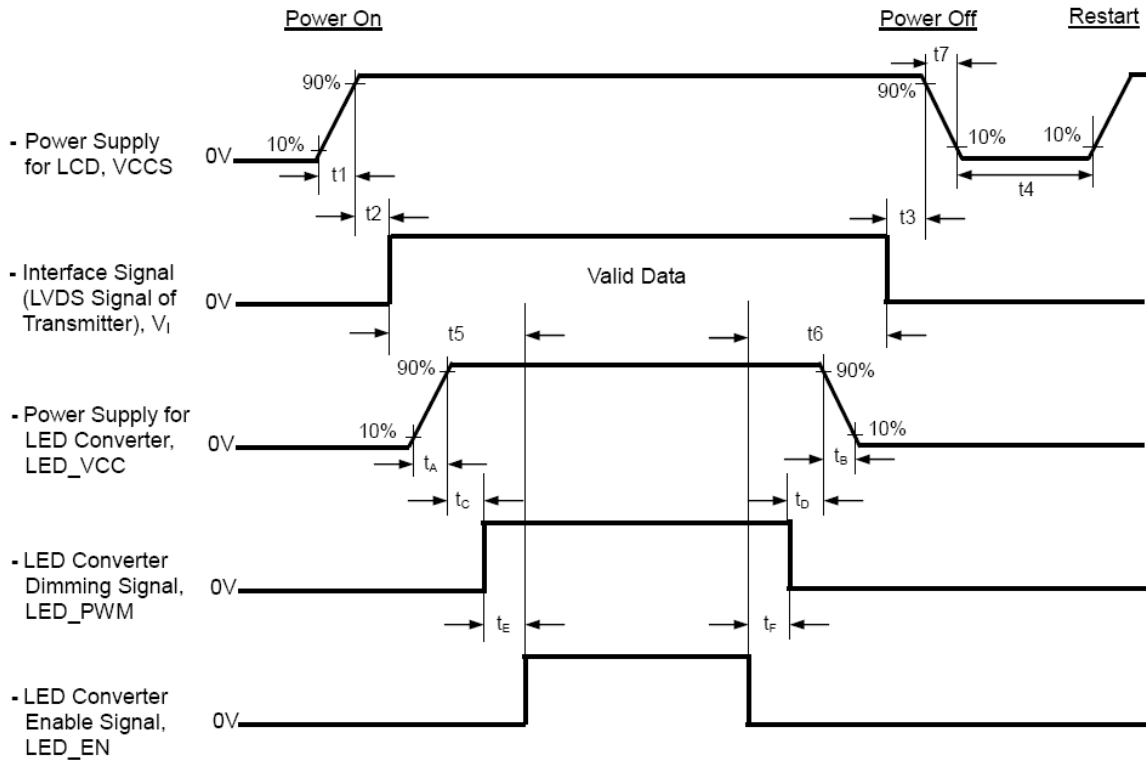 Power On
Power Off
Restart
t7
90%
90%
10%
10%
10%
- Power Supply
for LCD, VCCS
0V
t1
t4
t2
t3
- Interface Signal
(LVDS Signal of
Transmitter), VI
0V
Valid Data
t5
t6
90%
90%
- Power Supply for
LED Converter,
LED_VCC
0V
10%
10%
tA
tB
tC
tD
- LED Converter
Dimming Signal,
LED_PWM
0V
tE
tF
- LED Converter
Enable Signal,
LED_EN
0V